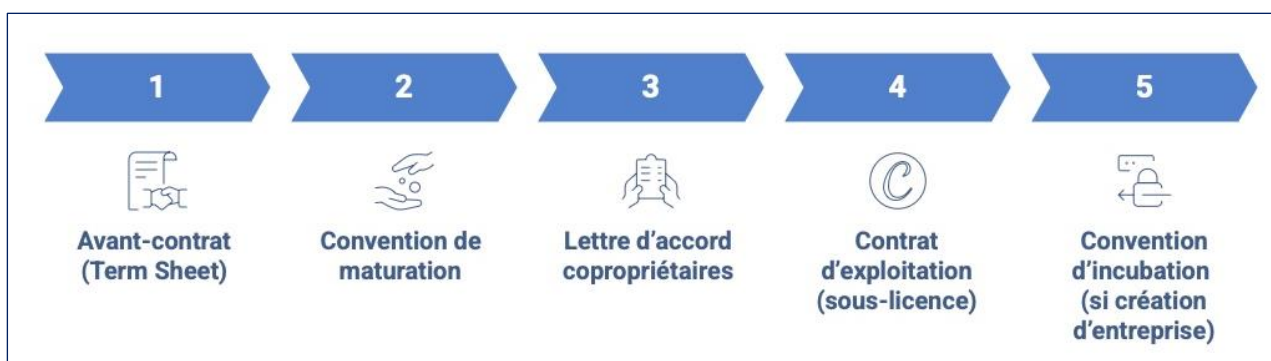 1
2
3
4
5
Avant-contrat
(Term Sheet)
Convention de
maturation
Lettre d'accord
copropriétaires
C
Contrat
d'exploitation
(sous-licence)
Convention
d'incubation
(si création
d'entreprise)